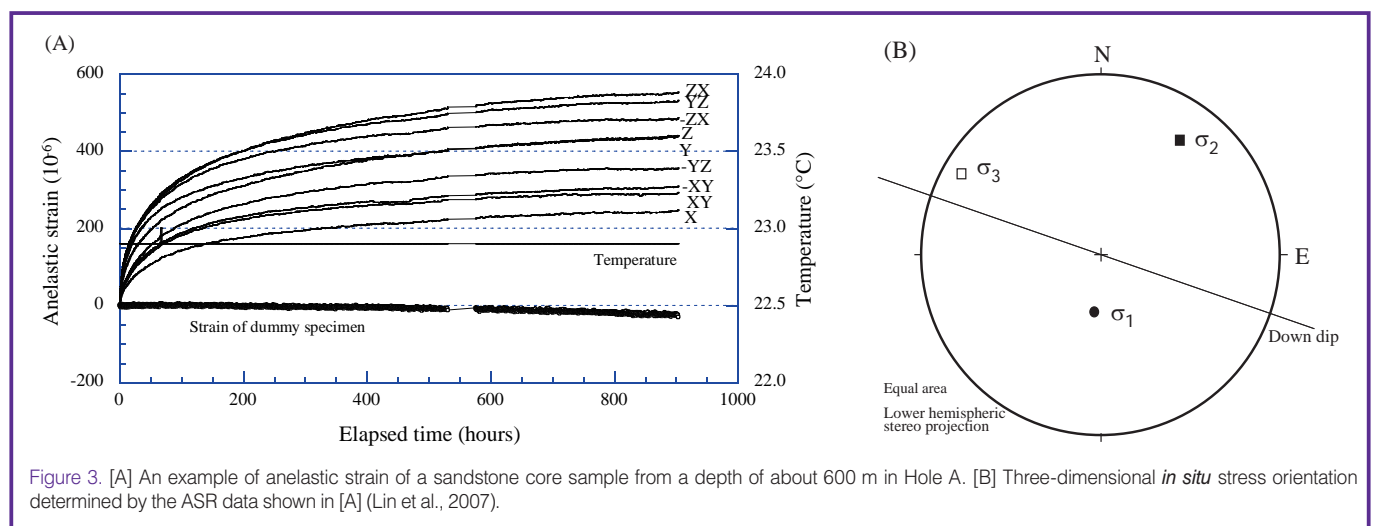 (A)
600
400
200
0
-200
Anelastic strain (10-6)
0
200
400
600
800
1000
Elapsed time (hours)
24.0
23.5
23.0
22.5
22.0
Temperature (°C)
ZX
YZ
-ZX
Z
Y
-YZ
-XY
XY
X
Temperature
Strain of dummy specimen
(B)
N
E
σ1
σ2
σ3
Down dip
Equal area
Lower hemispheric
stereo projection
Figure 3. [A] An example of anelastic strain of a sandstone core sample from a depth of about 600 m in Hole A. [B] Three-dimensional in situ stress orientation
determined by the ASR data shown in [A] (Lin et al., 2007).